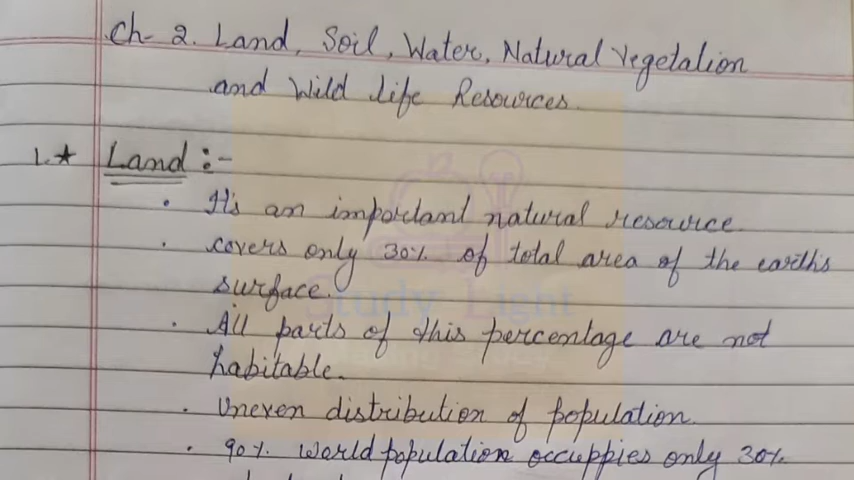 Ch- 2. Land, Soil, Water, Natural Vegetation
and Wild life Resources.
1.★ Land :-
• It's an important natural resource.
• covers only 30% of total area of the earth's
surface.
• All parts of this percentage are not
habitable.
• Uneven distribution of population.
• 90% world population occuppies only 30%
Study Light